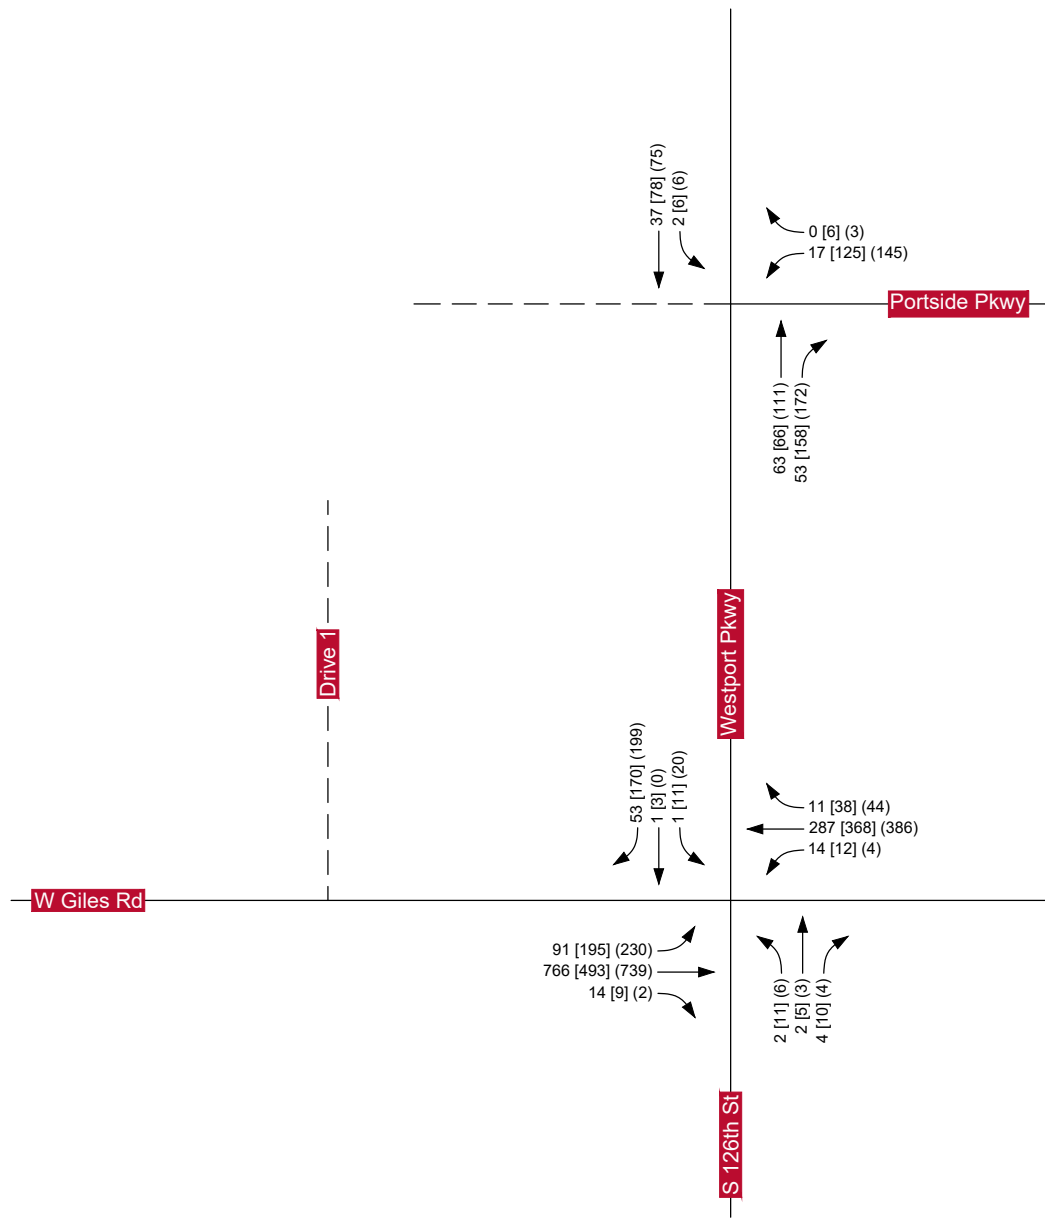 37 [78] (75)
2 [6] (6)
0 [6] (3)
17 [125] (145)
Portside Pkwy
63 [66] (111)
53 [158] (172)
Westport Pkwy
Drive 1
53 [170] (199)
1 [3] (0)
1 [11] (20)
11 [38] (44)
287 [368] (386)
14 [12] (4)
W Giles Rd
91 [195] (230)
766 [493] (739)
14 [9] (2)
2 [11] (6)
2 [5] (3)
4 [10] (4)
S 126th St